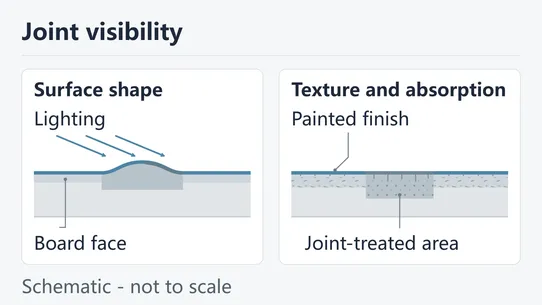 Joint visibility
Surface shape
Lighting
Board face
Texture and absorption
Painted finish
Joint-treated area
Schematic - not to scale